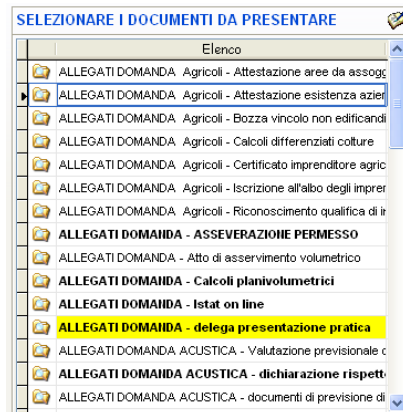 SELEZIONARE I DOCUMENTI DA PRESENTARE
Elenco
ALLEGATI DOMANDA Agricoli - Attestazione aree da assogg
ALLEGATI DOMANDA Agricoli - Attestazione esistenza azien
ALLEGATI DOMANDA Agricoli - Bozza vincolo non edificandi
ALLEGATI DOMANDA Agricoli - Calcoli differenziati colture
ALLEGATI DOMANDA Agricoli - Certificato imprenditore agric
ALLEGATI DOMANDA Agricoli - Iscrizione all'albo degli imprer
ALLEGATI DOMANDA Agricoli - Riconoscimento qualifica di
ALLEGATI DOMANDA - ASSEVERAZIONE PERMESSO
ALLEGATI DOMANDA - Atto di asservimento volumetrico
ALLEGATI DOMANDA - Calcoli planivolumetrici
ALLEGATI DOMANDA - Istat on line
ALLEGATI DOMANDA - delega presentazione pratica
ALLEGATI DOMANDA ACUSTICA - Valutazione previsionale
ALLEGATI DOMANDA ACUSTICA - dichiarazione rispett
ALLEGATI DOMANDA ACUSTICA - documenti di previsione di